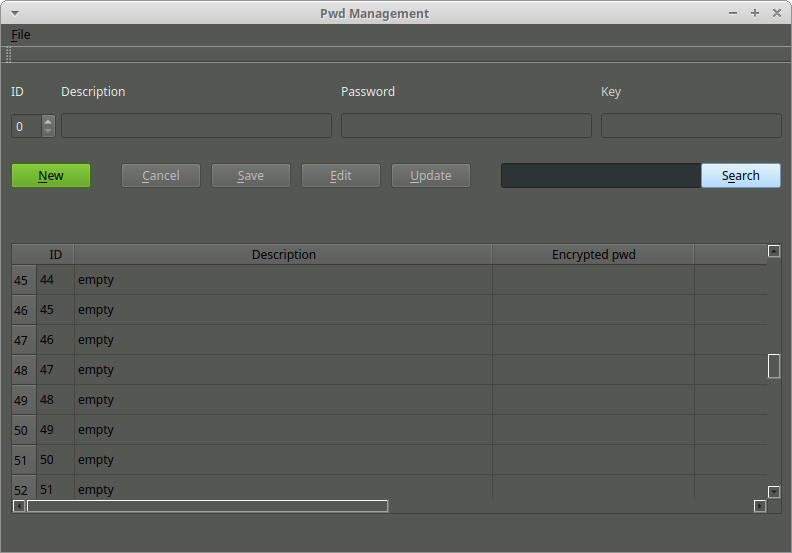 Pwd Management
File
ID Description Password Key
0
New Cancel Save Edit Update Search
ID Description Encrypted pwd
45 44 empty
46 45 empty
47 46 empty
48 47 empty
49 48 empty
50 49 empty
51 50 empty
52 51 empty